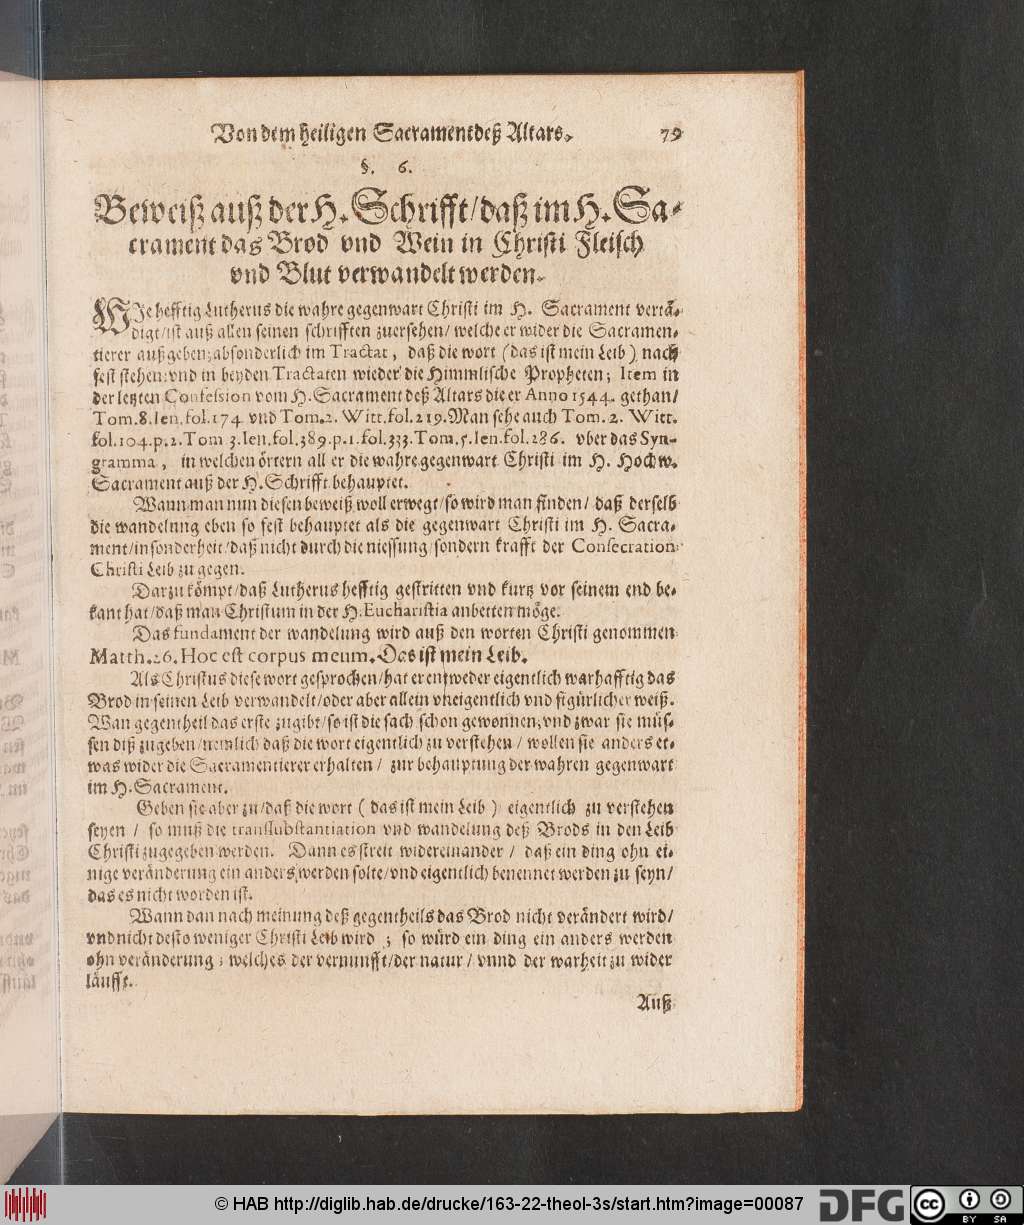 Von dem heiligen Sacrament deß Altars. 79
§. 6.
Beweiß auß der H. Schrifft/ daß im H. Sa-
crament das Brod vnd Wein in Christi Fleisch
vnd Blut verwandelt werden.
WJe hefftig Lutherus die wahre gegenwart Christi im H. Sacrament vertä-
digt/ ist auß allen seinen schrifften zuersehen/ welche er wider die Sacramen-
tierer außgeben; absonderlich im Tractat, daß die wort (das ist mein Leib) nach
fest stehen: vnd in beyden Tractaten wieder die Himmlische Propheten; Item in
der letzten Confession vom H. Sacrament deß Altars die er Anno 1544. gethan/
Tom. 8. Ien. fol. 174 vnd Tom. 2. Witt. fol. 219. Man sehe auch Tom. 2. Witt.
fol. 104. p. 2. Tom 3. Ien. fol. 389. p. 1. fol. 333. Tom. 5. Ien. fol. 286. vber das Syn-
gramma, in welchen örtern all er die wahre gegenwart Christi im H. Hochw.
Sacrament auß der H. Schrifft behauptet.
Wann man nun diesen beweiß woll erwegt/ so wird man finden/ daß derselb
die wandelung eben so fest behauptet als die gegenwart Christi im H. Sacra-
ment/ insonderheit/ daß nicht durch die niessung/ sondern krafft der Consecration
Christi Leib zu gegen.
Darzu kömpt/ daß Lutherus hefftig gestritten vnd kurtz vor seinem end be-
kant hat/ daß man Christum in der H. Eucharistia anbetten möge.
Das fundament der wandelung wird auß den worten Christi genommen
Matth. 26. Hoc est corpus meum. Das ist mein Leib.
Als Christus diese wort gesprochen/ hat er entweder eigentlich warhafftig das
Brod in seinen Leib verwandelt/ oder aber allein vneigentlich vnd figürlicher weiß.
Wan gegentheil das erste zugibt/ so ist die sach schon gewonnen; vnd zwar sie müs-
sen diß zugeben/ nemlich daß die wort eigentlich zu verstehen/ wollen sie anders et-
was wider die Sacramentierer erhalten/ zur behauptung der wahren gegenwart
im H. Sacrament.
Geben sie aber zu/ daß die wort (das ist mein Leib) eigentlich zu verstehen
seyen/ so muß die transsubstantiation vnd wandelung deß Brods in den Leib
Christi zugegeben werden. Dann es streit widereinander/ daß ein ding ohn ei-
nige veränderung ein anders werden solte/ vnd eigentlich benennet werden zu seyn/
das es nicht worden ist.
Wann dan nach meinung deß gegentheils das Brod nicht verändert wird/
vnd nicht desto weniger Christi Leib wird; so würd ein ding ein anders werden
ohn veränderung; welches der vernunfft/ der natur/ vnnd der warheit zu wider
läufft.
Auß
© HAB http://diglib.hab.de/drucke/163-22-theol-3s/start.htm?image=00087 DFG cc BY SA